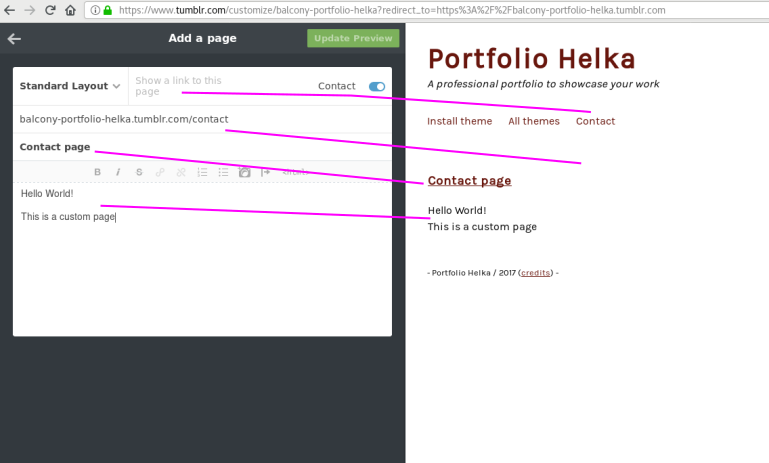 https://www.tumblr.com/customize/balcony-portfolio-helka?redirect_to=https%3A%2F%2Fbalcony-portfolio-helka.tumblr.com
Add a page
Update Preview
Standard Layout
Show a link to this
page
Contact
balcony-portfolio-helka.tumblr.com/contact
Contact page
B i S
Hello World!
This is a custom page
Portfolio Helka
A professional portfolio to showcase your work
Install theme All themes Contact
Contact page
Hello World!
This is a custom page
- Portfolio Helka / 2017 (credits) -